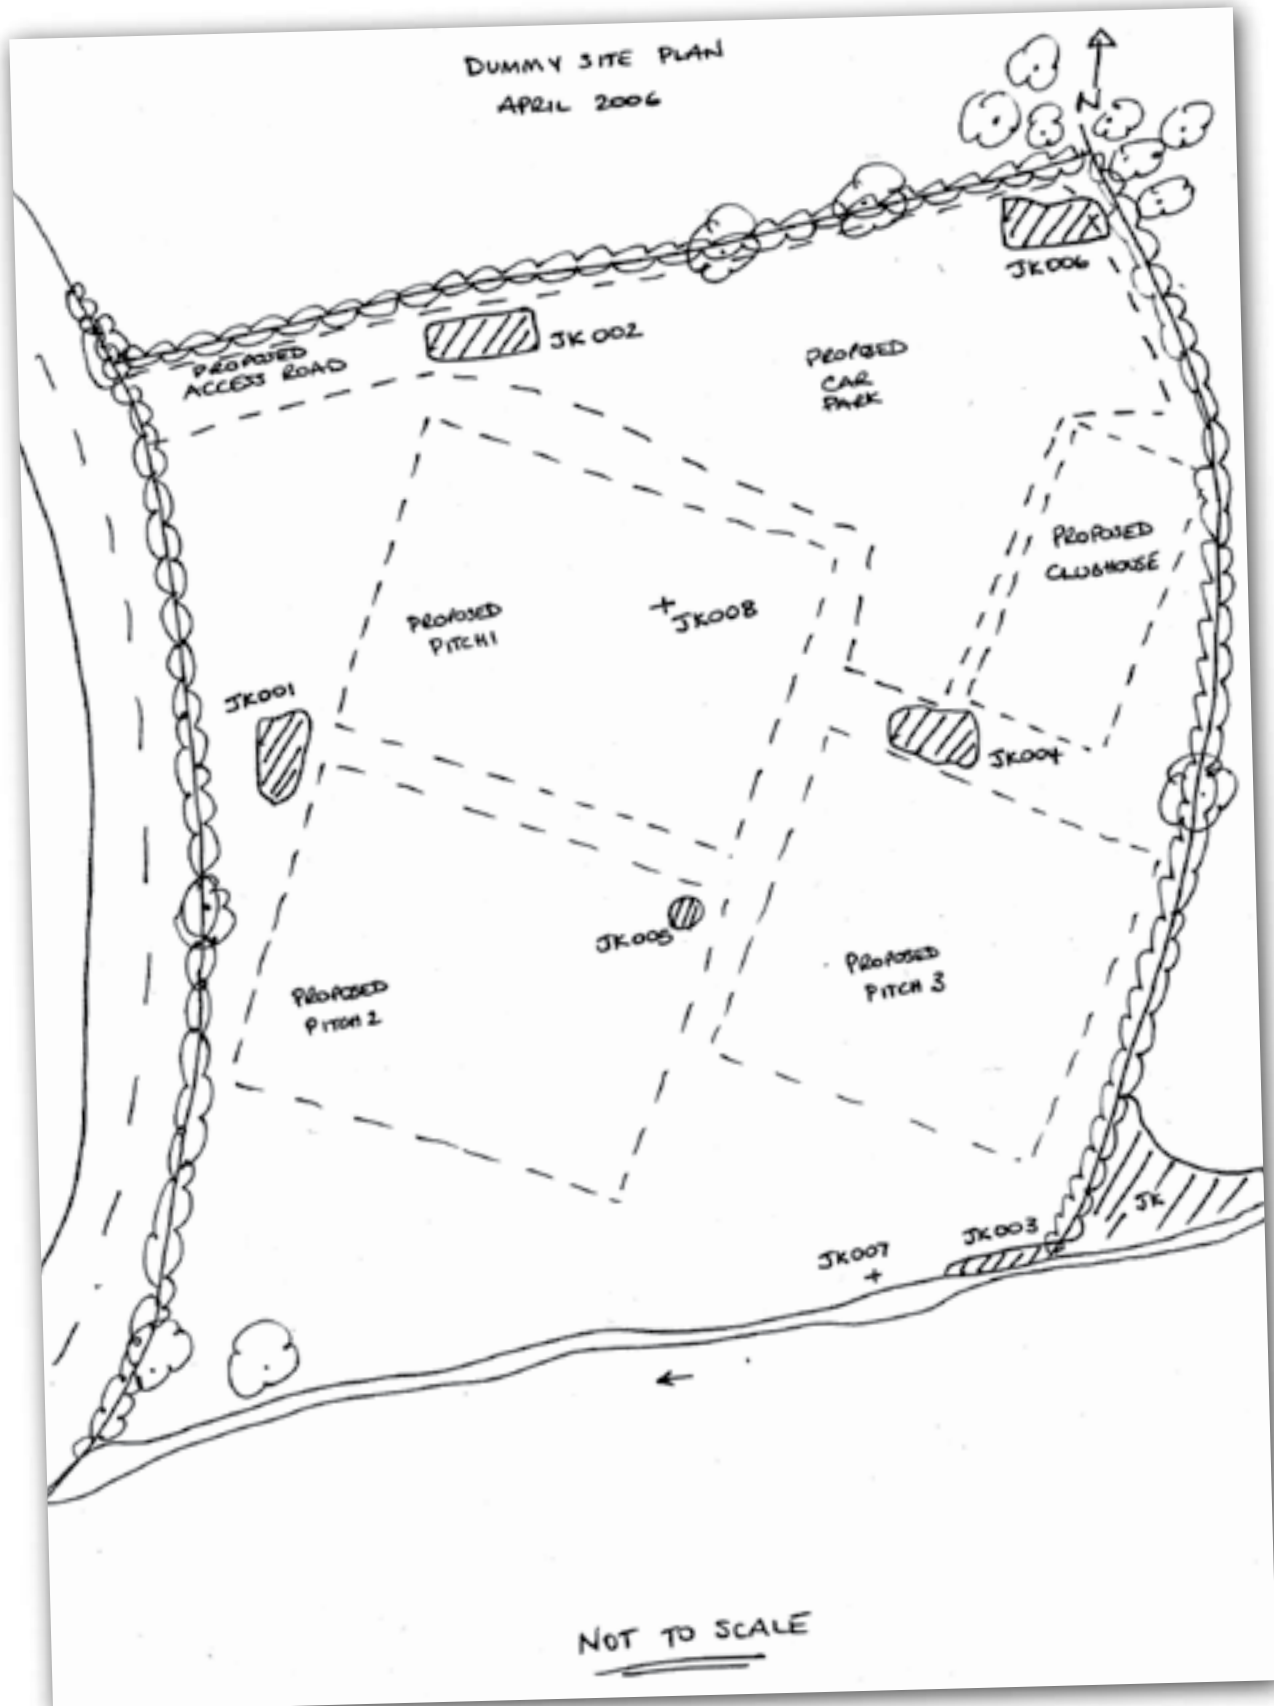 DUMMY SITE PLAN
APRIL 2006
N
JK006
JK002
PROPOSED
ACCESS ROAD
PROPOSED
CAR
PARK
PROPOSED
CLUBHOUSE
PROPOSED
PITCH 1
JK008
JK001
JK004
JK005
PROPOSED
PITCH 2
PROPOSED
PITCH 3
JK003
JK
JK007
NOT TO SCALE